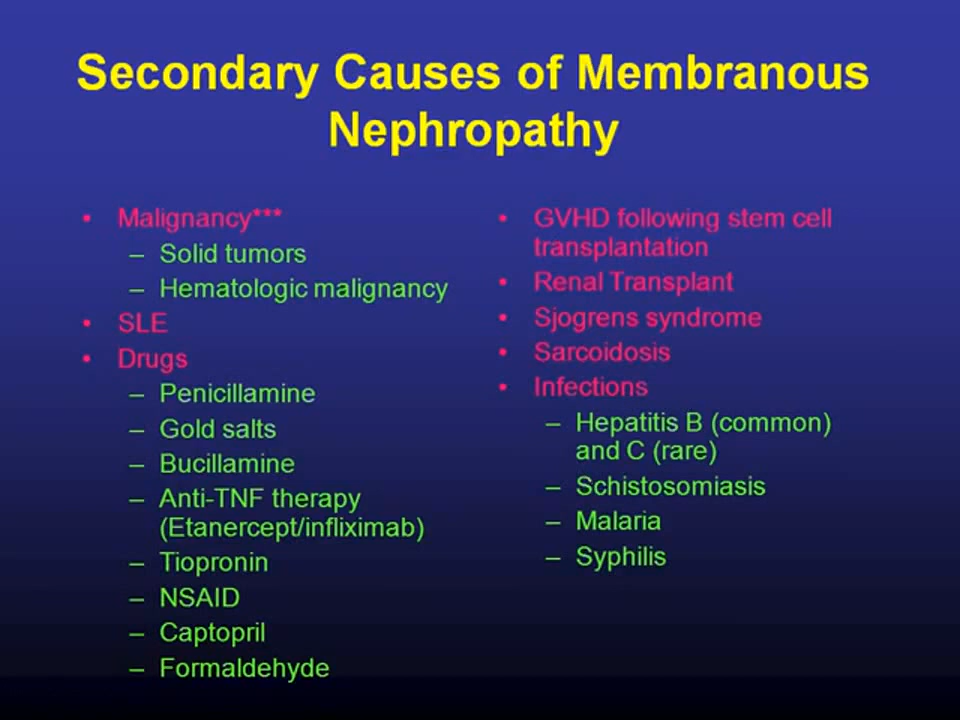 Secondary Causes of Membranous
Nephropathy
• Malignancy***
– Solid tumors
– Hematologic malignancy
• SLE
• Drugs
– Penicillamine
– Gold salts
– Bucillamine
– Anti-TNF therapy
(Etanercept/infliximab)
– Tiopronin
– NSAID
– Captopril
– Formaldehyde
• GVHD following stem cell
transplantation
• Renal Transplant
• Sjogrens syndrome
• Sarcoidosis
• Infections
– Hepatitis B (common)
and C (rare)
– Schistosomiasis
– Malaria
– Syphilis